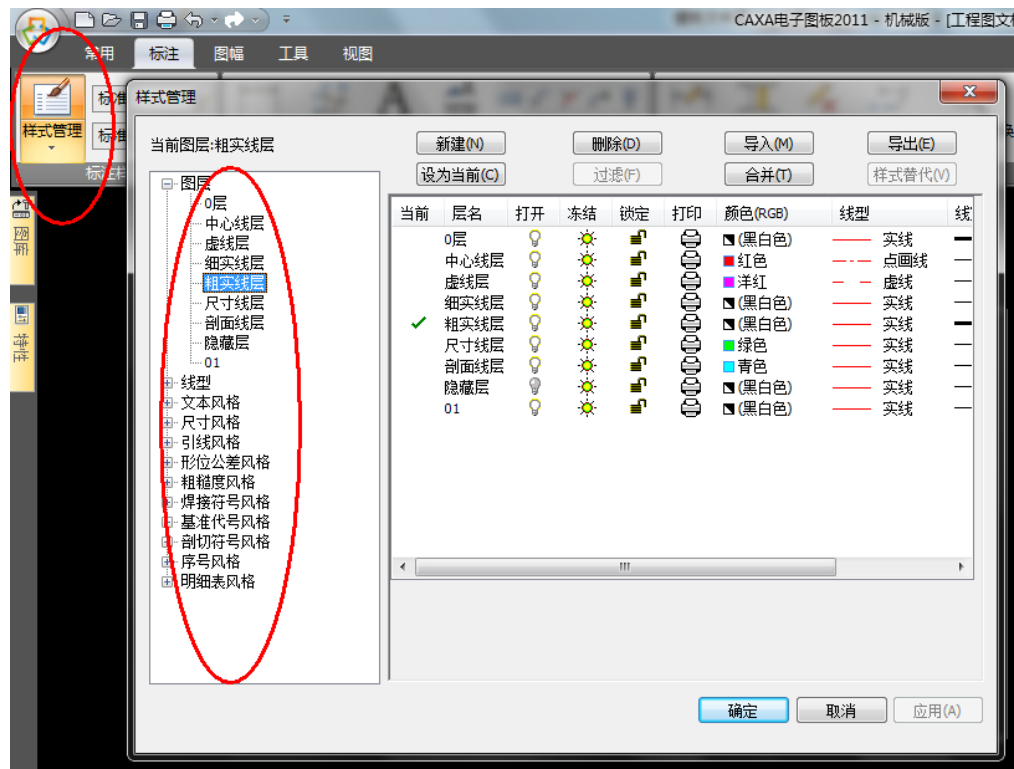 CAXA电子图板2011 - 机械版 - [工程图文
常用 标注 图幅 工具 视图
样式管理
标准
标准
标注样
图库
特性
样式管理
当前图层:粗实线层
新建(N) 删除(D) 导入(M) 导出(E)
设为当前(C) 过滤(F) 合并(T) 样式替代(V)
图层
0层
中心线层
虚线层
细实线层
粗实线层
尺寸线层
剖面线层
隐藏层
01
线型
文本风格
尺寸风格
引线风格
形位公差风格
粗糙度风格
焊接符号风格
基准代号风格
剖切符号风格
序号风格
明细表风格
当前 层名 打开 冻结 锁定 打印 颜色(RGB) 线型 线
0层 (黑白色) 实线
中心线层 红色 点画线
虚线层 洋红 虚线
细实线层 (黑白色) 实线
粗实线层 (黑白色) 实线
尺寸线层 绿色 实线
剖面线层 青色 实线
隐藏层 (黑白色) 实线
01 (黑白色) 实线
确定 取消 应用(A)